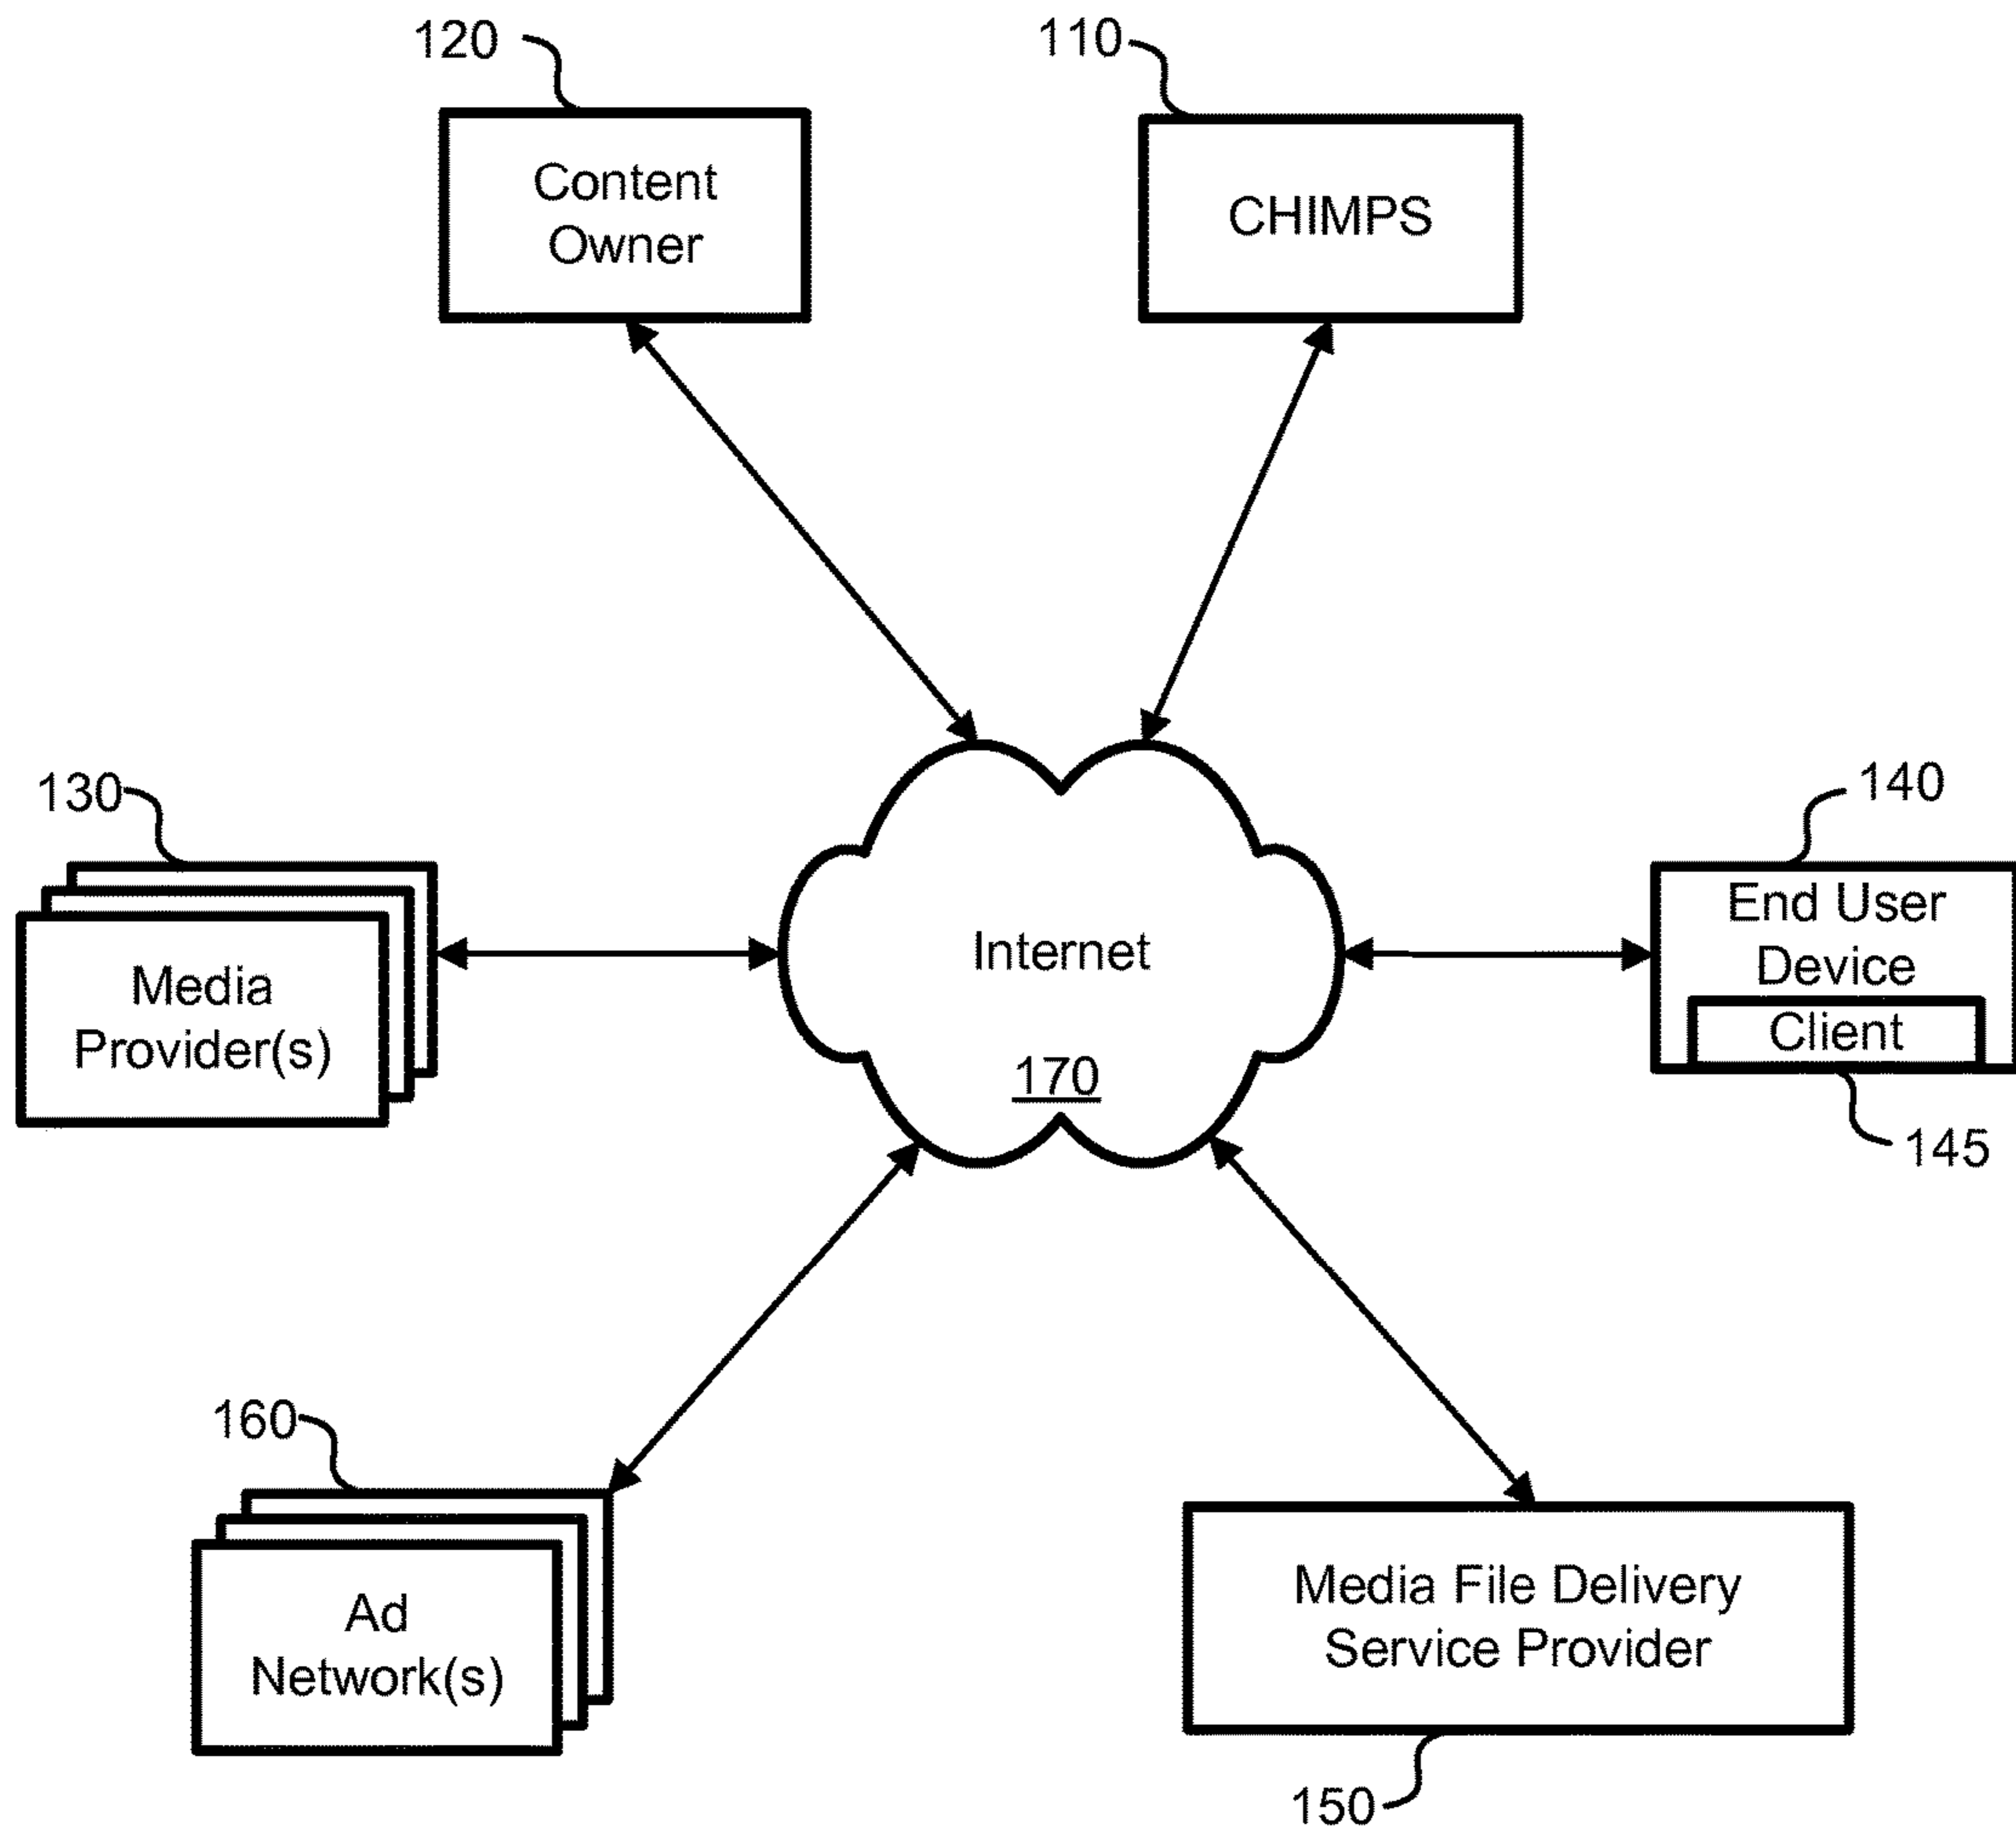 120
110
Content
Owner
CHIMPS
130
140
Media
Provider(s)
Internet
170
End User
Device
Client
145
160
Ad
Network(s)
Media File Delivery
Service Provider
150